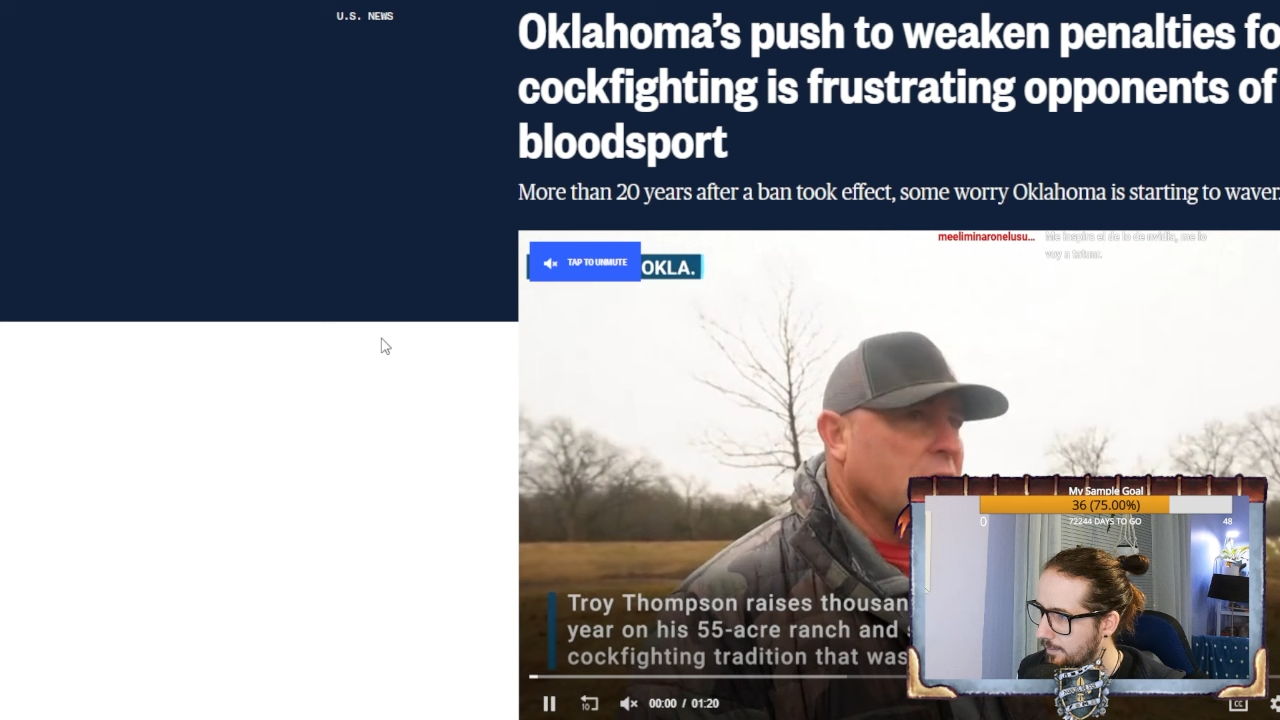 U.S. NEWS
Oklahoma's push to weaken penalties fo
cockfighting is frustrating opponents of
bloodsport
More than 20 years after a ban took effect, some worry Oklahoma is starting to waver.
meeliminaronelusu... Me inspira el de lo de nvidia, me lo
voy a tatuar.
TAP TO UNMUTE
OKLA.
My Sample Goal
36 (75.00%)
0 72244 DAYS TO GO 48
Troy Thompson raises thousan
year on his 55-acre ranch and
cockfighting tradition that was
10 00:00 / 01:20 CC